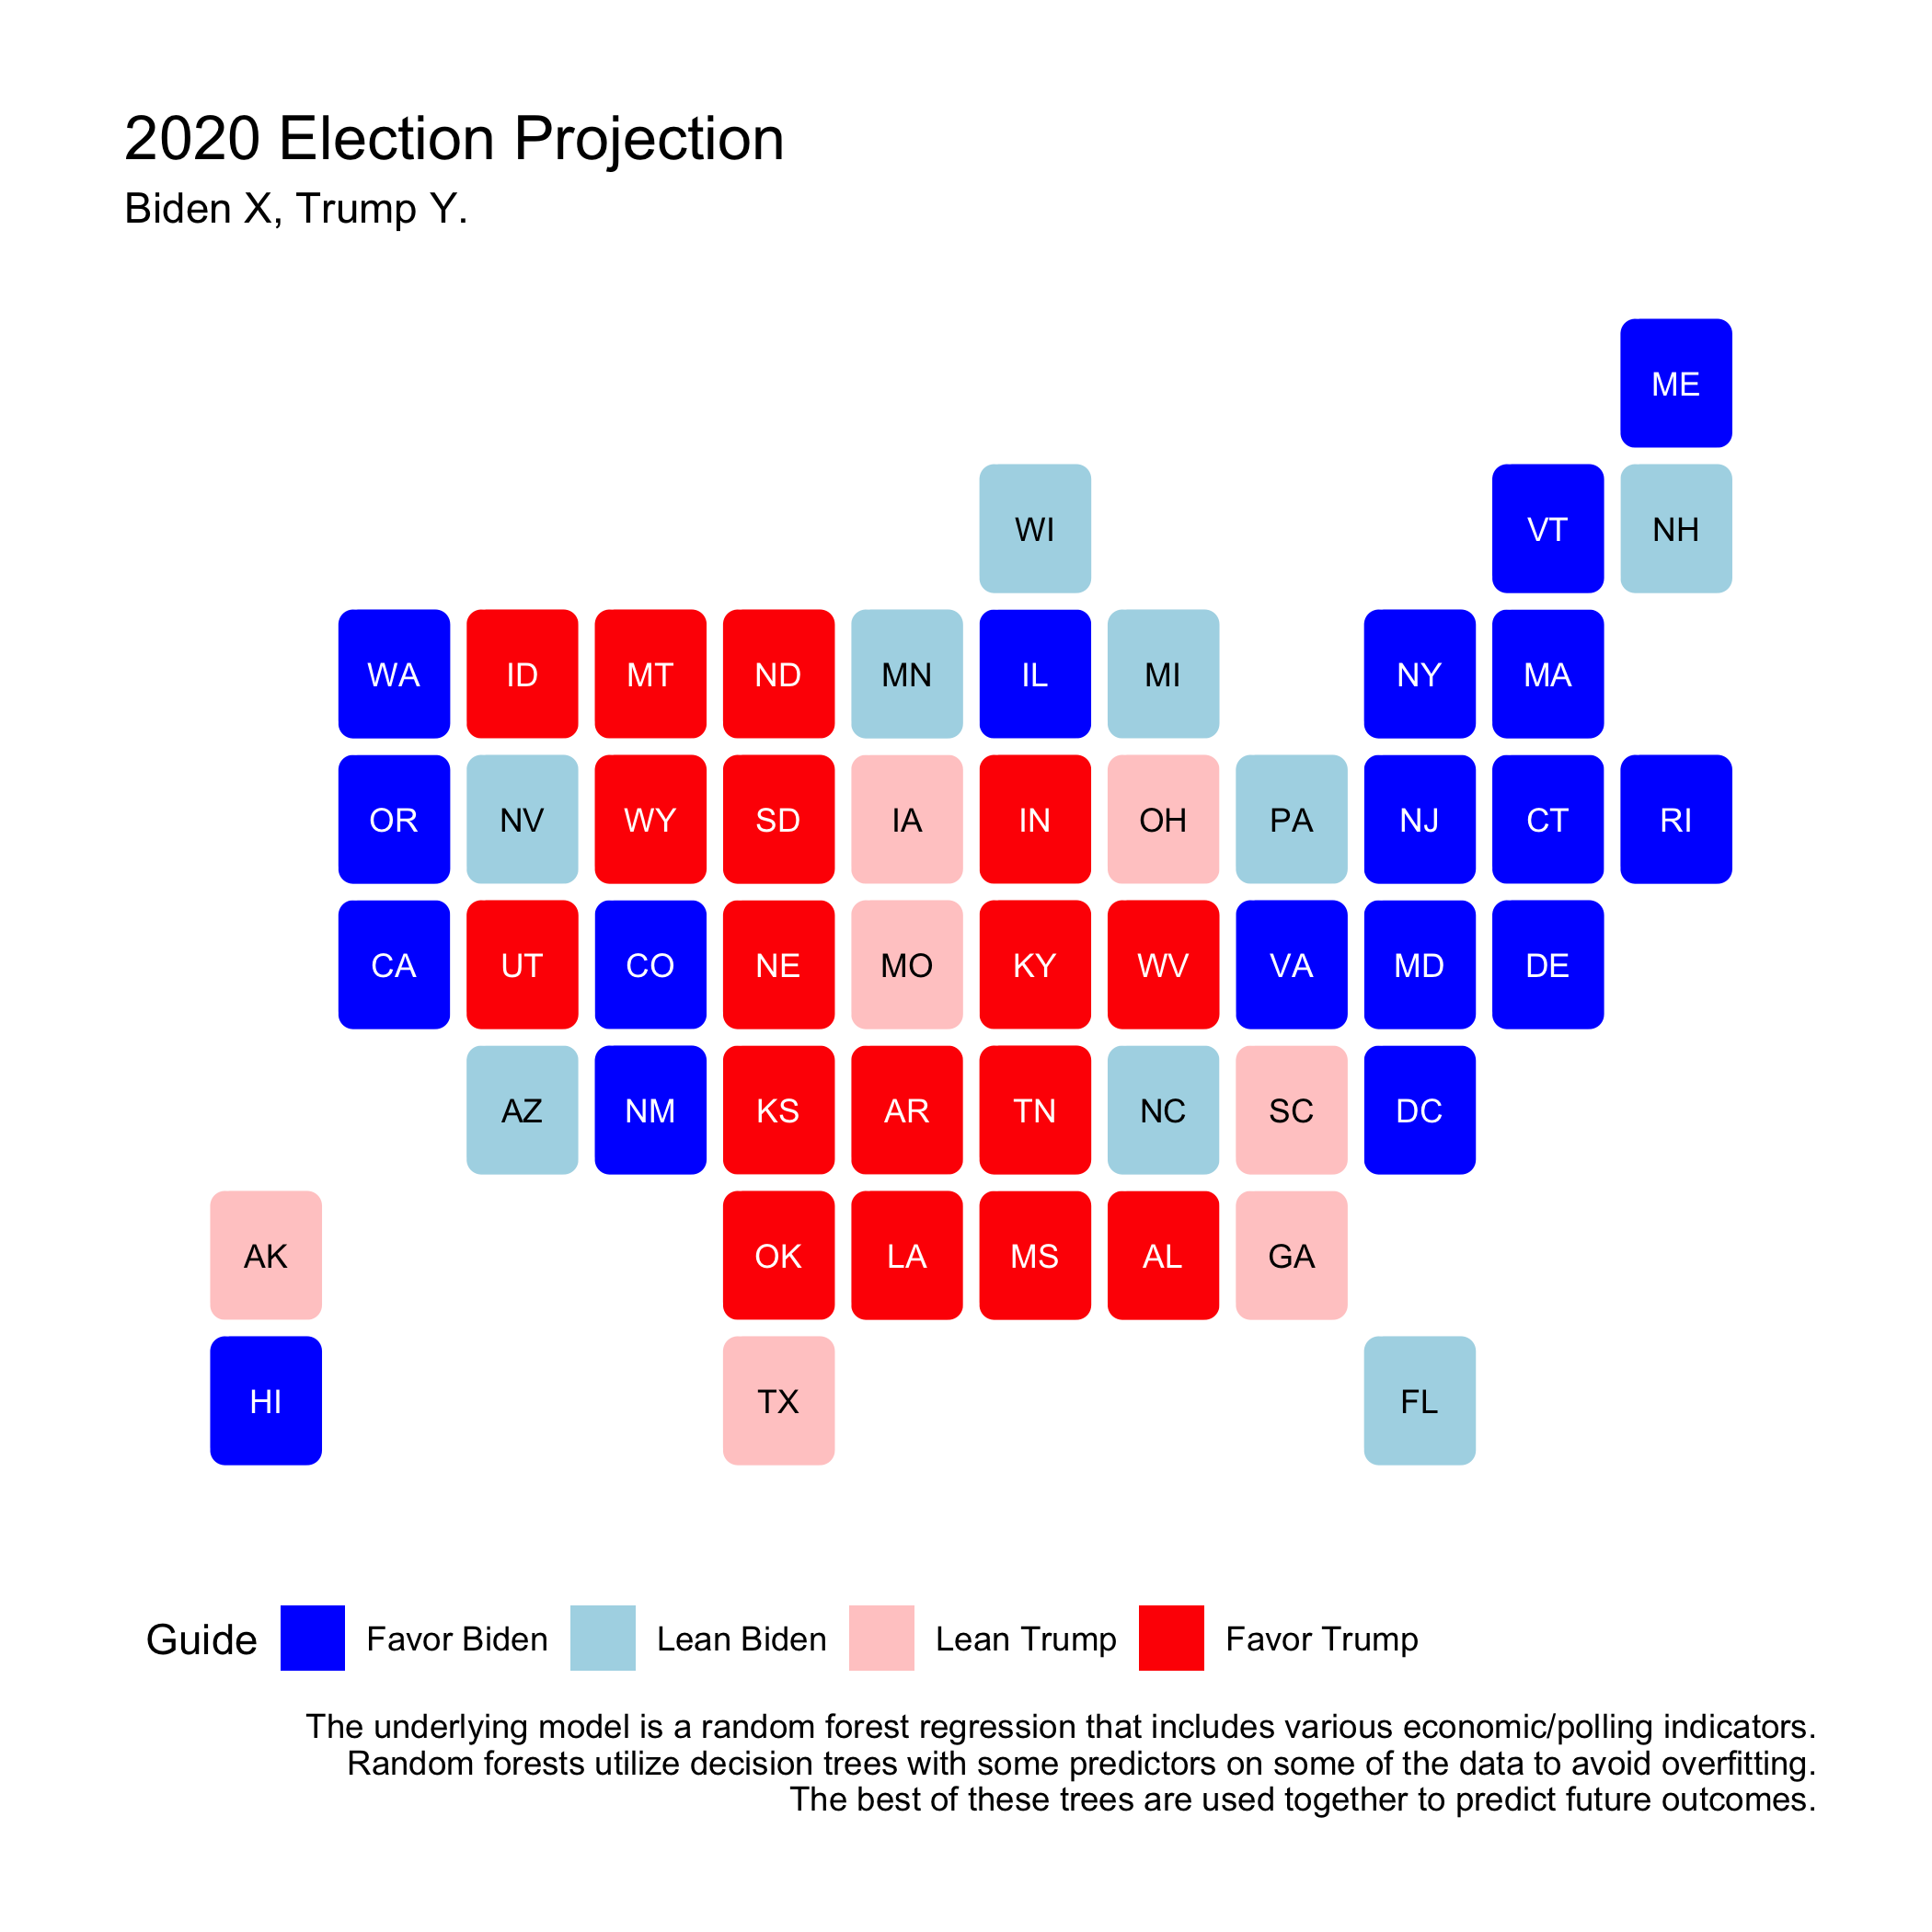 2020 Election Projection
Biden X, Trump Y.
ME
WI VT NH
WA ID MT ND MN IL MI NY MA
OR NV WY SD IA IN OH PA NJ CT RI
CA UT CO NE MO KY WV VA MD DE
AZ NM KS AR TN NC SC DC
AK OK LA MS AL GA
HI TX FL
Guide Favor Biden Lean Biden Lean Trump Favor Trump
The underlying model is a random forest regression that includes various economic/polling indicators.
Random forests utilize decision trees with some predictors on some of the data to avoid overfitting.
The best of these trees are used together to predict future outcomes.